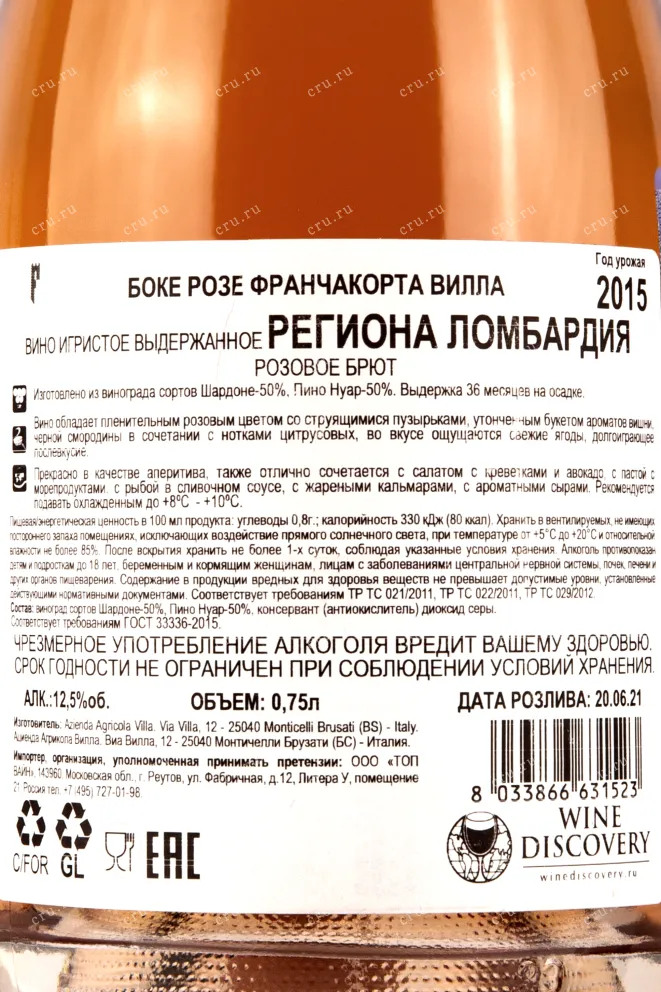 БОКЕ РОЗЕ ФРАНЧАКОРТА ВИЛЛА
Год урожая
2015
ВИНО ИГРИСТОЕ ВЫДЕРЖАННОЕ РЕГИОНА ЛОМБАРДИЯ
РОЗОВОЕ БРЮТ
Изготовлено из винограда сортов Шардоне-50%, Пино Нуар-50%. Выдержка 36 месяцев на осадке.
Вино обладает пленительным розовым цветом со струящимися пузырьками, утонченным букетом ароматов вишни,
черной смородины в сочетании с нотками цитрусовых, во вкусе ощущаются свежие ягоды, долгоиграющее
послевкусие.
Прекрасно в качестве аперитива, также отлично сочетается с салатом с креветками и авокадо, с пастой с
морепродуктами, с рыбой в сливочном соусе, с жареными кальмарами, с ароматными сырами. Рекомендуется
подавать охлажденным до +8°С - +10°С.
Пищевая/энергетическая ценность в 100 мл продукта: углеводы 0,8г.; калорийность 330 кДж (80 ккал). Хранить в вентилируемых, не имеющих
постороннего запаха помещениях, исключающих воздействие прямого солнечного света, при температуре от +5°С до +20°С и относительной
влажности не более 85%. После вскрытия хранить не более 1-х суток, соблюдая указанные условия хранения. Алкоголь противопоказан
детям и подросткам до 18 лет, беременным и кормящим женщинам, лицам с заболеваниями центральной нервной системы, почек, печени и
других органов пищеварения. Содержание в продукции вредных для здоровья веществ не превышает допустимые уровни, установленные
действующими нормативными документами. Соответствует требованиям ТР ТС 021/2011, ТР ТС 022/2011, ТР ТС 029/2012.
Состав: виноград сортов Шардоне-50%, Пино Нуар-50%, консервант (антиокислитель) диоксид серы.
Соответствует требованиям ГОСТ 33336-2015.
ЧРЕЗМЕРНОЕ УПОТРЕБЛЕНИЕ АЛКОГОЛЯ ВРЕДИТ ВАШЕМУ ЗДОРОВЬЮ.
СРОК ГОДНОСТИ НЕ ОГРАНИЧЕН ПРИ СОБЛЮДЕНИИ УСЛОВИЙ ХРАНЕНИЯ.
АЛК.:12,5%об. ОБЪЕМ: 0,75л ДАТА РОЗЛИВА: 20.06.21
Изготовитель: Azienda Agricola Villa. Via Villa, 12 - 25040 Monticelli Brusati (BS) - Italy.
Ациенда Агрикола Вилла. Виа Вилла, 12 - 25040 Монтичелли Брузати (БС) - Италия.
Импортер, организация, уполномоченная принимать претензии: ООО «ТОП
ВАЙН», 143960, Московская обл., г. Реутов, ул. Фабричная, д.12, Литера У, помещение
21, Россия тел. +7 (495) 727-01-98.
8 033866 631523
C/FOR GL EAC
WINE
DISCOVERY
winediscovery.ru
cru.ru